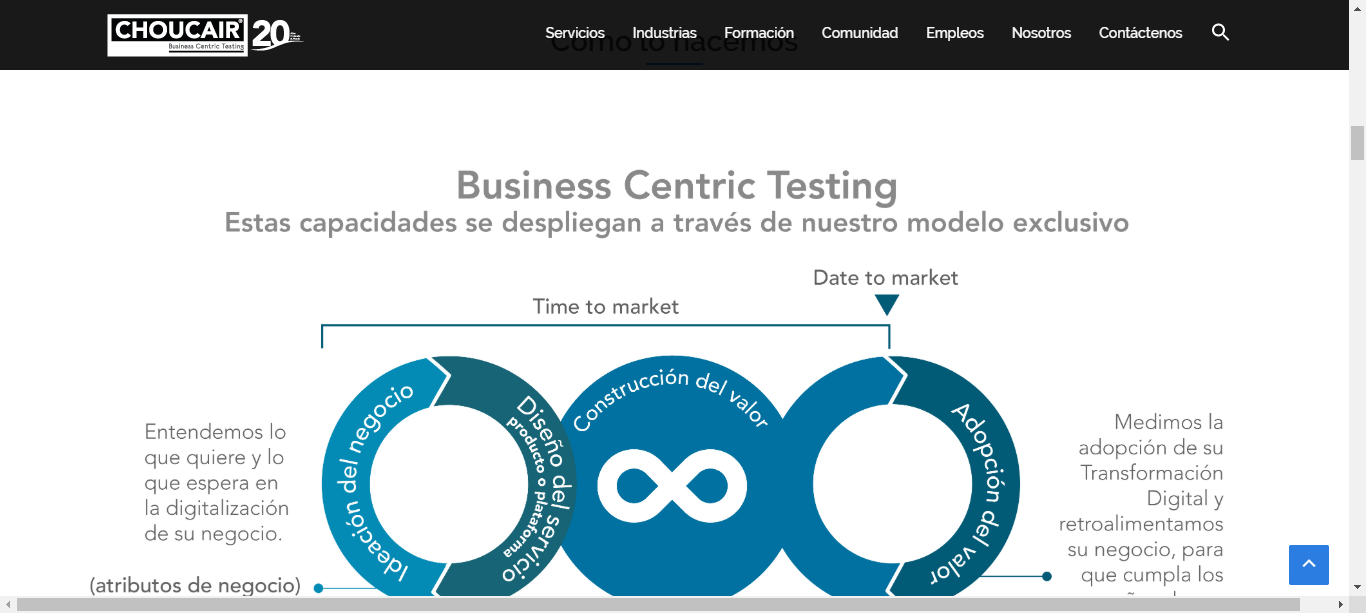 CHOUCAIR
Business Centric Testing
20
Servicios
Industrias
Formación
Comunidad
Empleos
Nosotros
Contáctenos
Cómo lo hacemos
Business Centric Testing
Estas capacidades se despliegan a través de nuestro modelo exclusivo
Date to market
Time to market
Ideación del negocio
Diseño del servicio
producto o plataforma
Construcción del valor
Adopción del valor
Entendemos lo
que quiere y lo
que espera en
la digitalización
de su negocio.
(atributos de negocio)
Medimos la
adopción de su
Transformación
Digital y
retroalimentamos
su negocio, para
que cumpla los